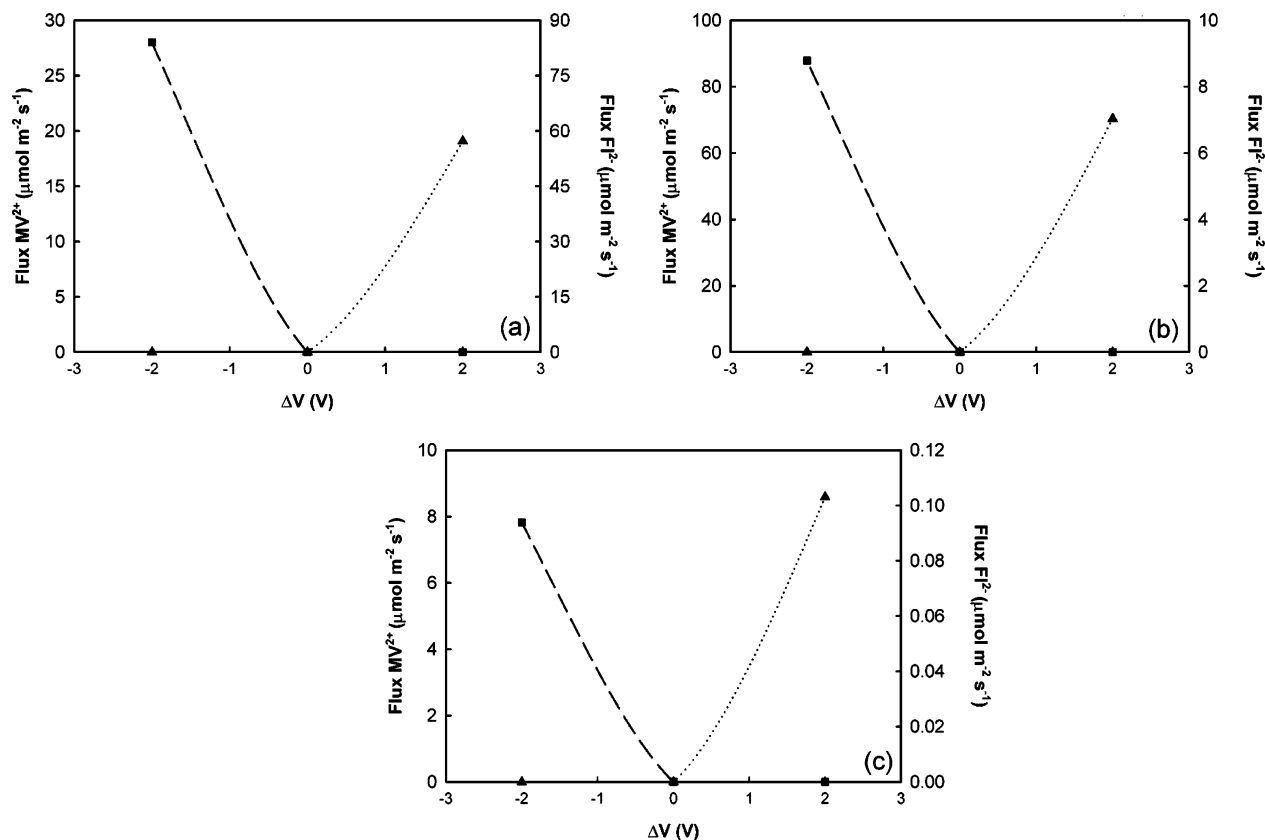 30
25
20
15
10
5
0
90
75
60
45
30
15
0
-3 -2 -1 0 1 2 3
Flux MV²⁺ (μmol m⁻² s⁻¹)
Flux Fl²⁻ (μmol m⁻² s⁻¹)
ΔV (V)
(a)
100
80
60
40
20
0
10
8
6
4
2
0
-3 -2 -1 0 1 2 3
Flux MV²⁺ (μmol m⁻² s⁻¹)
Flux Fl²⁻ (μmol m⁻² s⁻¹)
ΔV (V)
(b)
10
8
6
4
2
0
0.12
0.10
0.08
0.06
0.04
0.02
0.00
-3 -2 -1 0 1 2 3
Flux MV²⁺ (μmol m⁻² s⁻¹)
Flux Fl²⁻ (μmol m⁻² s⁻¹)
ΔV (V)
(c)